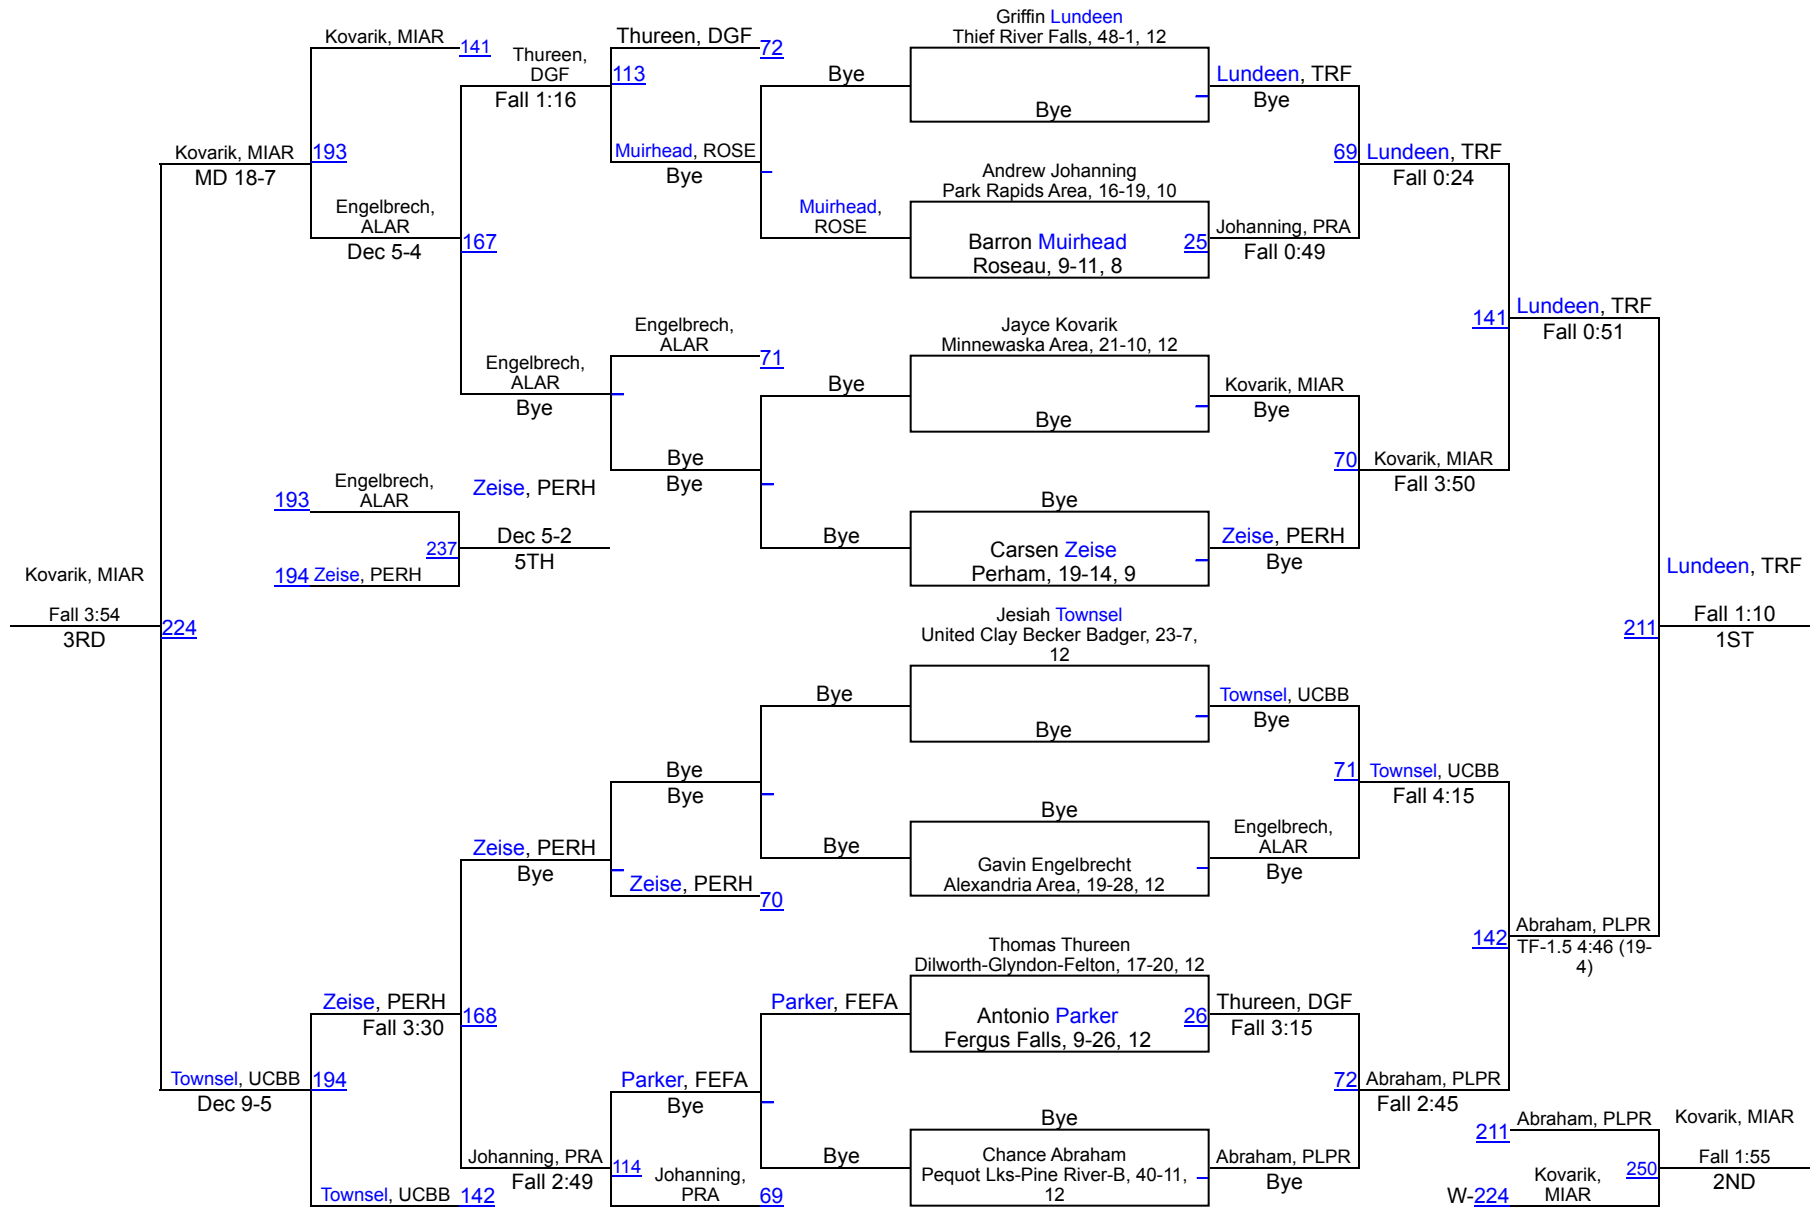 Griffin Lundeen
Thief River Falls, 48-1, 12
Bye
Lundeen, TRF
Bye
Andrew Johanning
Park Rapids Area, 16-19, 10
Barron Muirhead
Roseau, 9-11, 8
25
Johanning, PRA
Fall 0:49
69
Lundeen, TRF
Fall 0:24
Jayce Kovarik
Minnewaska Area, 21-10, 12
Bye
Kovarik, MIAR
Bye
Bye
Carsen Zeise
Perham, 19-14, 9
Zeise, PERH
Bye
70
Kovarik, MIAR
Fall 3:50
141
Lundeen, TRF
Fall 0:51
Jesiah Townsel
United Clay Becker Badger, 23-7,
12
Bye
Townsel, UCBB
Bye
Bye
Gavin Engelbrecht
Alexandria Area, 19-28, 12
Engelbrech,
ALAR
Bye
71
Townsel, UCBB
Fall 4:15
Thomas Thureen
Dilworth-Glyndon-Felton, 17-20, 12
Antonio Parker
Fergus Falls, 9-26, 12
26
Thureen, DGF
Fall 3:15
Bye
Chance Abraham
Pequot Lks-Pine River-B, 40-11,
12
Abraham, PLPR
Bye
72
Abraham, PLPR
Fall 2:45
142
Abraham, PLPR
TF-1.5 4:46 (19-
4)
211
Lundeen, TRF
Fall 1:10
1ST
211
Abraham, PLPR
W-224
Kovarik,
MIAR
250
Kovarik, MIAR
Fall 1:55
2ND
Bye
Muirhead,
ROSE
Muirhead, ROSE
Bye
Thureen, DGF
72
113
Thureen,
DGF
Fall 1:16
Bye
Bye
Bye
Bye
Engelbrech,
ALAR
71
Engelbrech,
ALAR
Bye
167
Engelbrech,
ALAR
Dec 5-4
Kovarik, MIAR
141
193
Kovarik, MIAR
MD 18-7
193
Engelbrech,
ALAR
194
Zeise, PERH
237
Zeise, PERH
Dec 5-2
5TH
Bye
Bye
Bye
Bye
Zeise, PERH
70
Zeise, PERH
Bye
Parker, FEFA
Bye
Parker, FEFA
Bye
Johanning,
PRA
69
114
Johanning, PRA
Fall 2:49
168
Zeise, PERH
Fall 3:30
Townsel, UCBB
142
194
Townsel, UCBB
Dec 9-5
224
Kovarik, MIAR
Fall 3:54
3RD